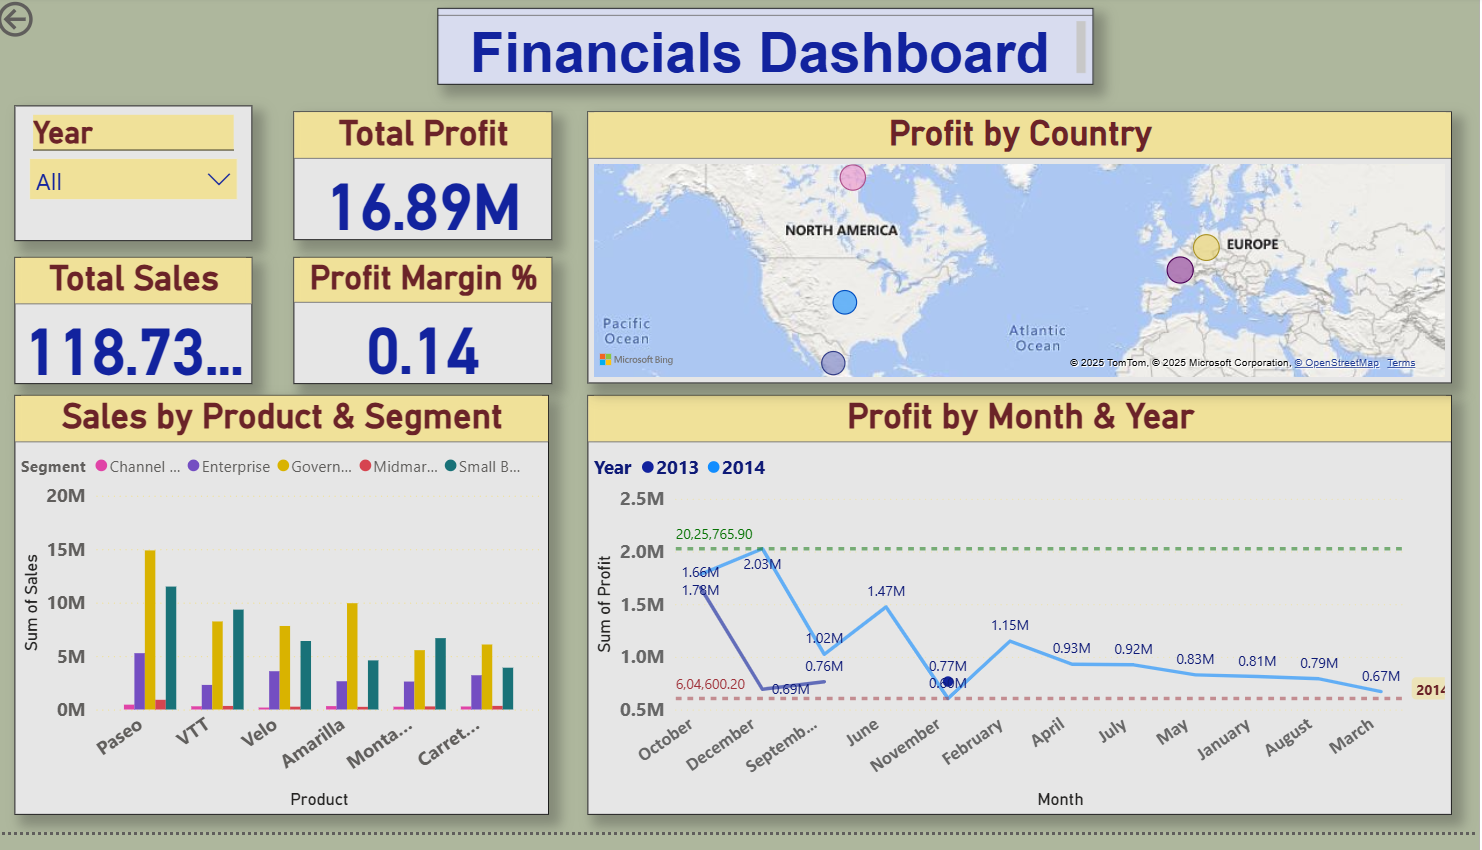 Financials Dashboard
Year
All
Total Profit
16.89M
Total Sales
118.73...
Profit Margin %
0.14
Profit by Country
NORTH AMERICA
EUROPE
Pacific
Ocean
Atlantic
Ocean
Microsoft Bing
© 2025 TomTom, © 2025 Microsoft Corporation, © OpenStreetMap Terms
Sales by Product & Segment
Segment Channel ... Enterprise Govern... Midmar... Small B...
20M
15M
10M
5M
0M
Sum of Sales
Paseo
VTT
Velo
Amarilla
Monta...
Carret...
Product
Profit by Month & Year
Year 2013 2014
2.5M
2.0M
1.5M
1.0M
0.5M
Sum of Profit
20,25,765.90
1.66M
1.78M
2.03M
1.47M
1.02M
0.76M
0.69M
6,04,600.20
0.77M
1.15M
0.93M
0.92M
0.83M
0.81M
0.79M
0.67M
2014
October
December
Septemb...
June
November
February
April
July
May
January
August
March
Month